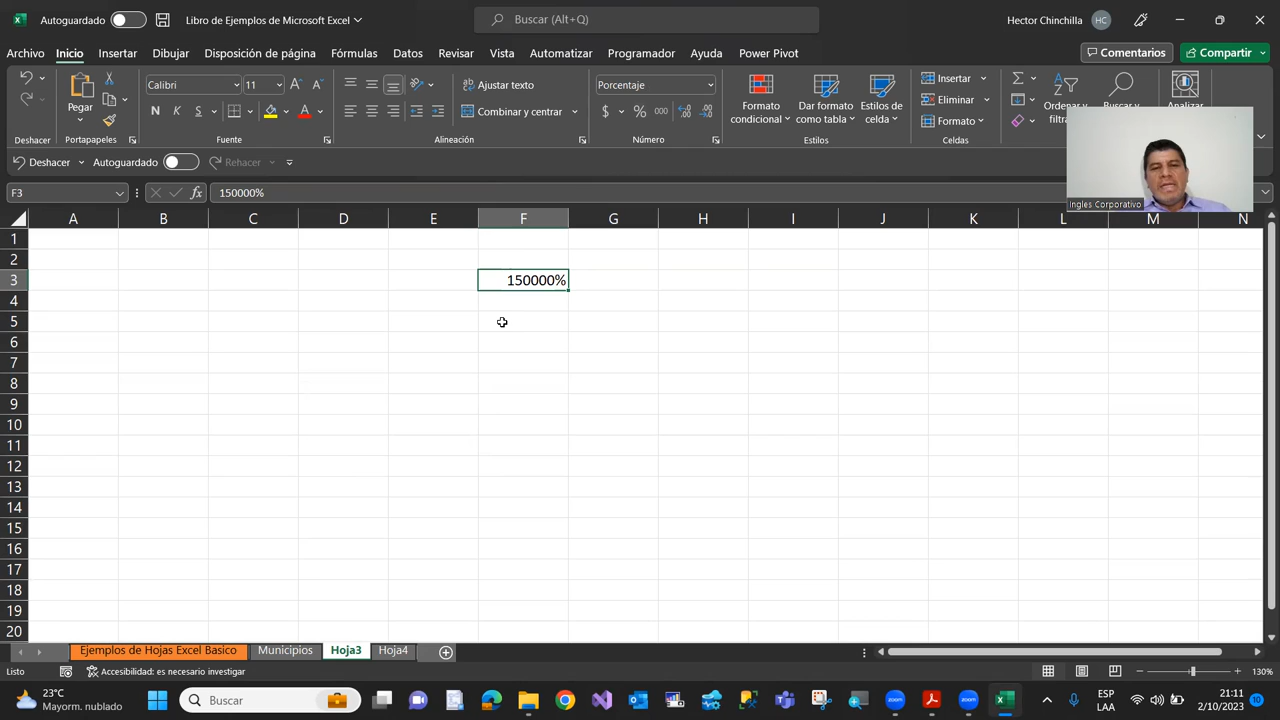 Autoguardado
Libro de Ejemplos de Microsoft Excel
Buscar (Alt+Q)
Hector Chinchilla
HC
Archivo Inicio Insertar Dibujar Disposición de página Fórmulas Datos Revisar Vista Automatizar Programador Ayuda Power Pivot
Comentarios
Compartir
Pegar
Calibri 11
N K S
Ajustar texto
Combinar y centrar
Porcentaje
$ % 000
Formato condicional
Dar formato como tabla
Estilos de celda
Insertar
Eliminar
Formato
Ordenar y
Buscar y
Analizar
Deshacer Portapapeles Fuente Alineación Número Estilos Celdas
Deshacer Autoguardado Rehacer
Ingles Corporativo
F3 fx 150000%
A B C D E F G H I J K L M N
1
2
3 150000%
4
5
6
7
8
9
10
11
12
13
14
15
16
17
18
19
20
Ejemplos de Hojas Excel Basico Municipios Hoja3 Hoja4
Listo Accesibilidad: es necesario investigar 130%
23°C
Mayorm. nublado
Buscar
ESP
LAA
21:11
2/10/2023